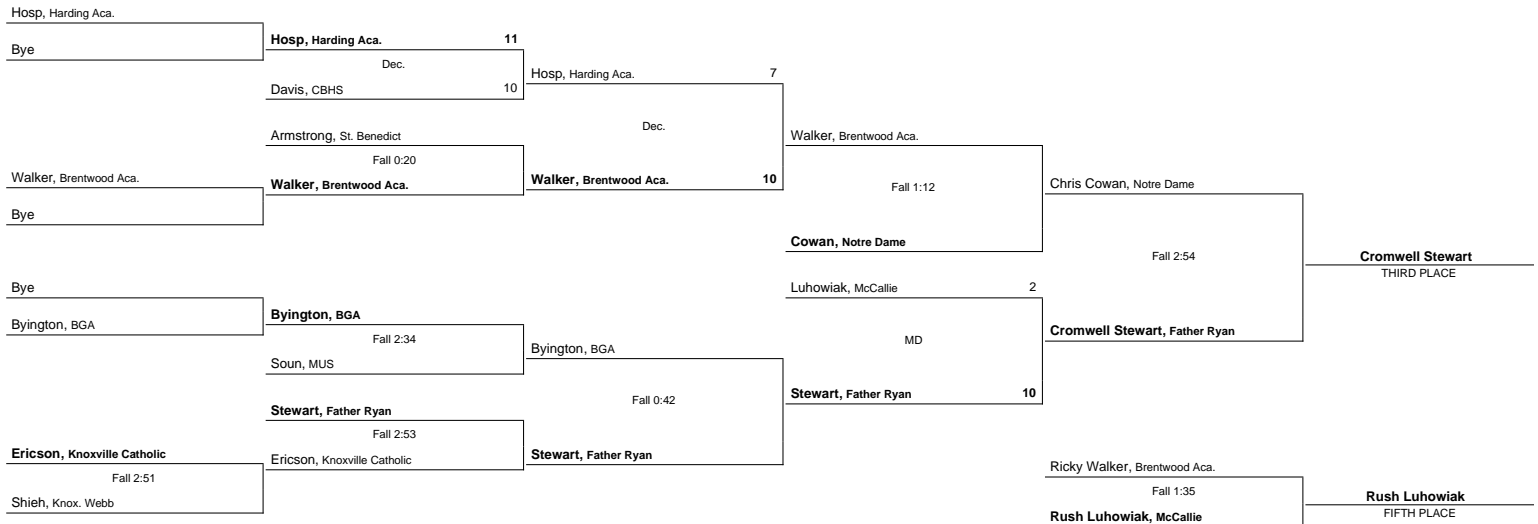 Hosp, Harding Aca.
Bye
Hosp, Harding Aca. 11
Dec.
Davis, CBHS 10
Hosp, Harding Aca. 7
Dec.
Armstrong, St. Benedict
Fall 0:20
Walker, Brentwood Aca.
Walker, Brentwood Aca. 10
Walker, Brentwood Aca.
Bye
Walker, Brentwood Aca.
Fall 1:12
Cowan, Notre Dame
Chris Cowan, Notre Dame
Fall 2:54
Cromwell Stewart
THIRD PLACE
Bye
Byington, BGA
Byington, BGA
Fall 2:34
Soun, MUS
Byington, BGA
Fall 0:42
Stewart, Father Ryan
Fall 2:53
Ericson, Knoxville Catholic
Stewart, Father Ryan
Ericson, Knoxville Catholic
Fall 2:51
Shieh, Knox. Webb
Luhowiak, McCallie 2
MD
Stewart, Father Ryan 10
Cromwell Stewart, Father Ryan
Ricky Walker, Brentwood Aca.
Fall 1:35
Rush Luhowiak, McCallie
Rush Luhowiak
FIFTH PLACE